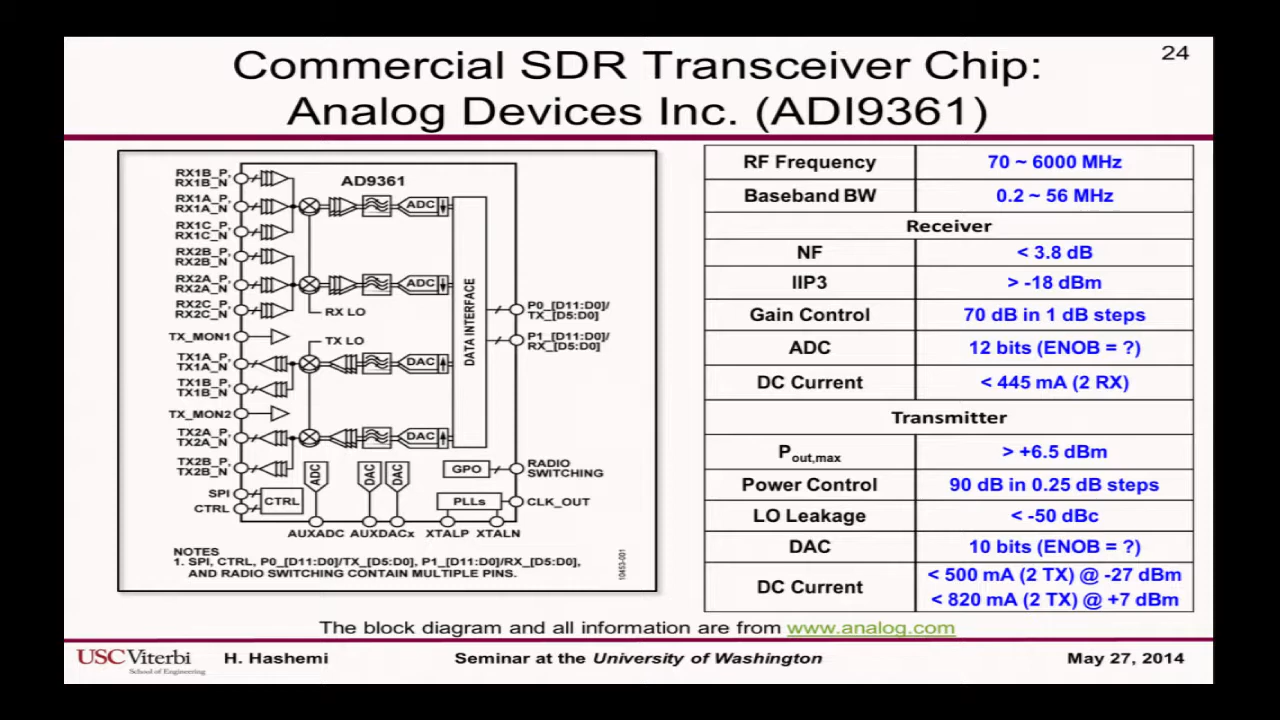 24
Commercial SDR Transceiver Chip:
Analog Devices Inc. (ADI9361)
AD9361
RX1B_P,
RX1B_N
RX1A_P,
RX1A_N
RX1C_P,
RX1C_N
RX2B_P,
RX2B_N
RX2A_P,
RX2A_N
RX2C_P,
RX2C_N
TX_MON1
TX1A_P,
TX1A_N
TX1B_P,
TX1B_N
TX_MON2
TX2A_P,
TX2A_N
TX2B_P,
TX2B_N
SPI
CTRL
CTRL
ADC
ADC
RX LO
TX LO
DAC
DAC
DATA INTERFACE
P0_[D11:D0]/
TX_[D5:D0]
P1_[D11:D0]/
RX_[D5:D0]
ADC
DAC
DAC
GPO
PLLs
RADIO
SWITCHING
CLK_OUT
AUXADC AUXDACx XTALP XTALN
NOTES
1. SPI, CTRL, P0_[D11:D0]/TX_[D5:D0], P1_[D11:D0]/RX_[D5:D0],
AND RADIO SWITCHING CONTAIN MULTIPLE PINS.
10453-001
RF Frequency 70 ~ 6000 MHz
Baseband BW 0.2 ~ 56 MHz
Receiver
NF < 3.8 dB
IIP3 > -18 dBm
Gain Control 70 dB in 1 dB steps
ADC 12 bits (ENOB = ?)
DC Current < 445 mA (2 RX)
Transmitter
Pout,max > +6.5 dBm
Power Control 90 dB in 0.25 dB steps
LO Leakage < -50 dBc
DAC 10 bits (ENOB = ?)
DC Current < 500 mA (2 TX) @ -27 dBm
< 820 mA (2 TX) @ +7 dBm
The block diagram and all information are from www.analog.com
USC Viterbi
School of Engineering
H. Hashemi
Seminar at the University of Washington
May 27, 2014